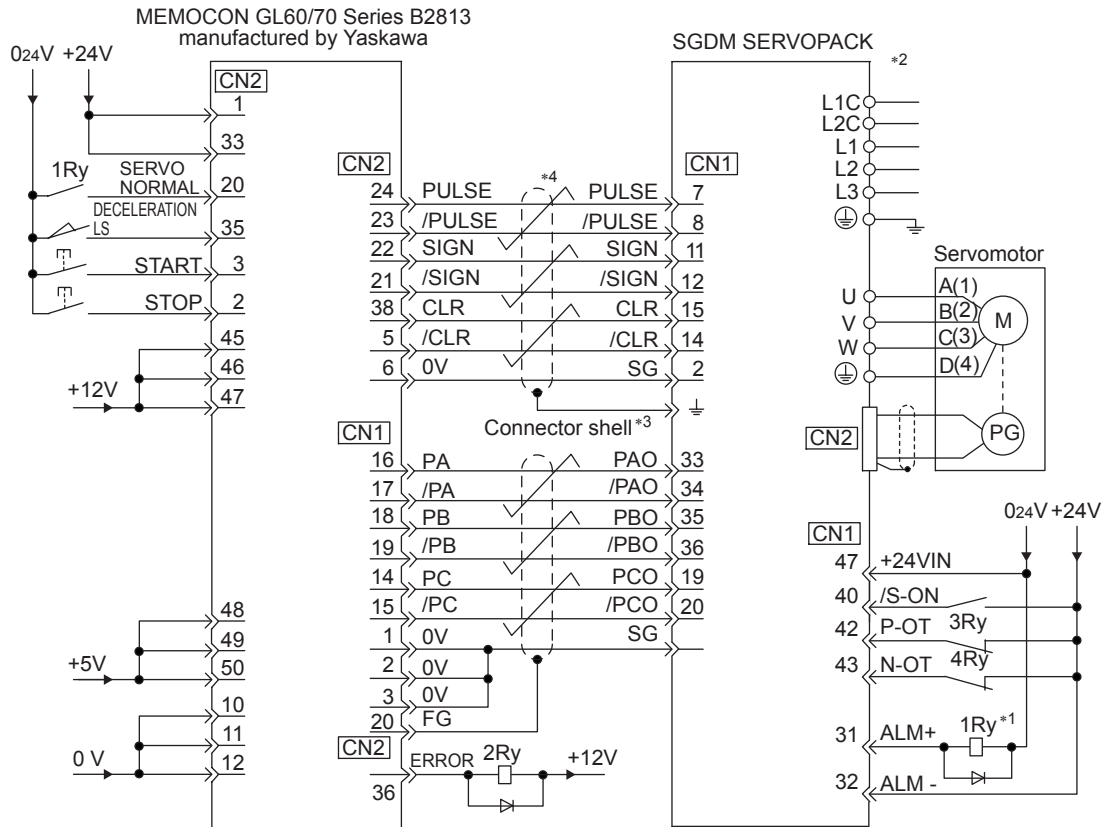 MEMOCON GL60/70 Series B2813
manufactured by Yaskawa
SGDM SERVOPACK
*2
024V +24V
CN2
1
33
1Ry SERVO NORMAL 20
DECELERATION LS 35
START 3
STOP 2
45
46
+12V 47
48
49
+5V 50
10
11
0 V 12
CN2 CN1
*4
24 PULSE PULSE 7
23 /PULSE /PULSE 8
22 SIGN SIGN 11
21 /SIGN /SIGN 12
38 CLR CLR 15
5 /CLR /CLR 14
6 0V SG 2
Connector shell *3
CN1
16 PA PAO 33
17 /PA /PAO 34
18 PB PBO 35
19 /PB /PBO 36
14 PC PCO 19
15 /PC /PCO 20
1 0V SG
2 0V
3 0V
20 FG
CN2
36 ERROR 2Ry +12V
L1C
L2C
L1
L2
L3
Servomotor
U A(1)
V B(2)
W C(3)
D(4)
M
CN2 PG
024V +24V
CN1
47 +24VIN
40 /S-ON 3Ry
42 P-OT 4Ry
43 N-OT
31 ALM+ 1Ry *1
32 ALM -